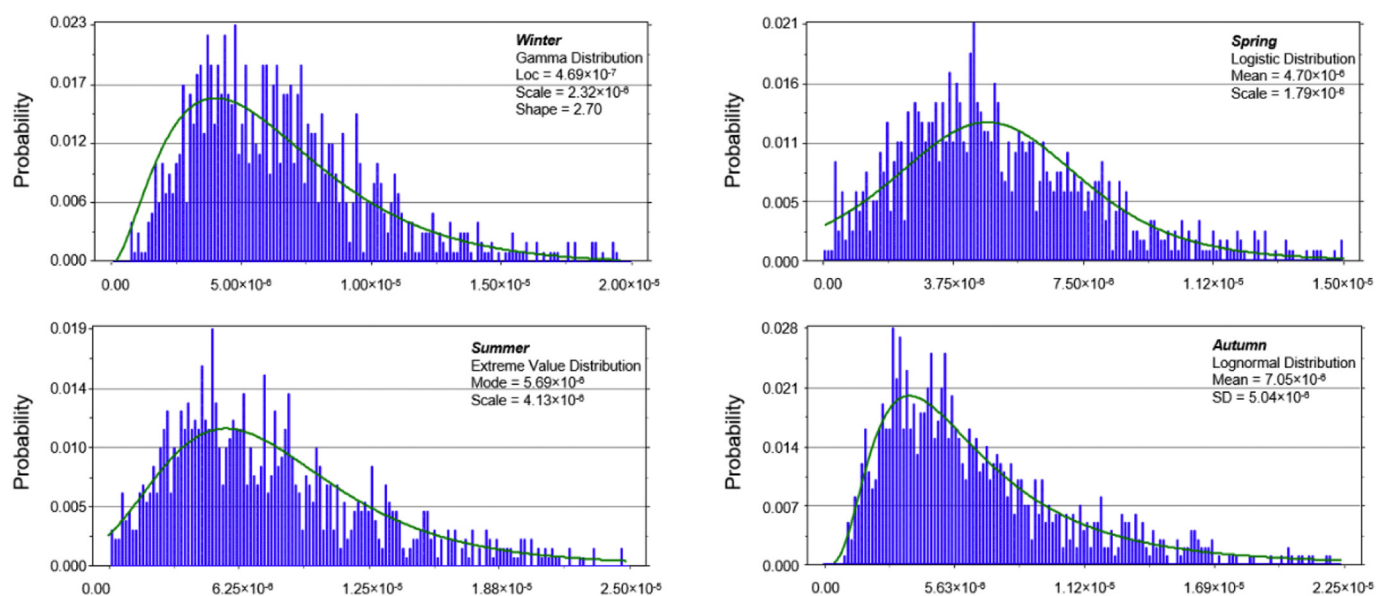 0.023
0.017
0.012
0.006
0.000
Probability
Winter
Gamma Distribution
Loc = 4.69×10⁻⁷
Scale = 2.32×10⁻⁶
Shape = 2.70
0.00 5.00×10⁻⁶ 1.00×10⁻⁵ 1.50×10⁻⁵ 2.00×10⁻⁵
0.021
0.016
0.011
0.005
0.000
Probability
Spring
Logistic Distribution
Mean = 4.70×10⁻⁶
Scale = 1.79×10⁻⁶
0.00 3.75×10⁻⁶ 7.50×10⁻⁶ 1.12×10⁻⁵ 1.50×10⁻⁵
0.019
0.014
0.010
0.005
0.000
Probability
Summer
Extreme Value Distribution
Mode = 5.69×10⁻⁶
Scale = 4.13×10⁻⁶
0.00 6.25×10⁻⁶ 1.25×10⁻⁵ 1.88×10⁻⁵ 2.50×10⁻⁵
0.028
0.021
0.014
0.007
0.000
Probability
Autumn
Lognormal Distribution
Mean = 7.05×10⁻⁶
SD = 5.04×10⁻⁶
0.00 5.63×10⁻⁶ 1.12×10⁻⁵ 1.69×10⁻⁵ 2.25×10⁻⁵